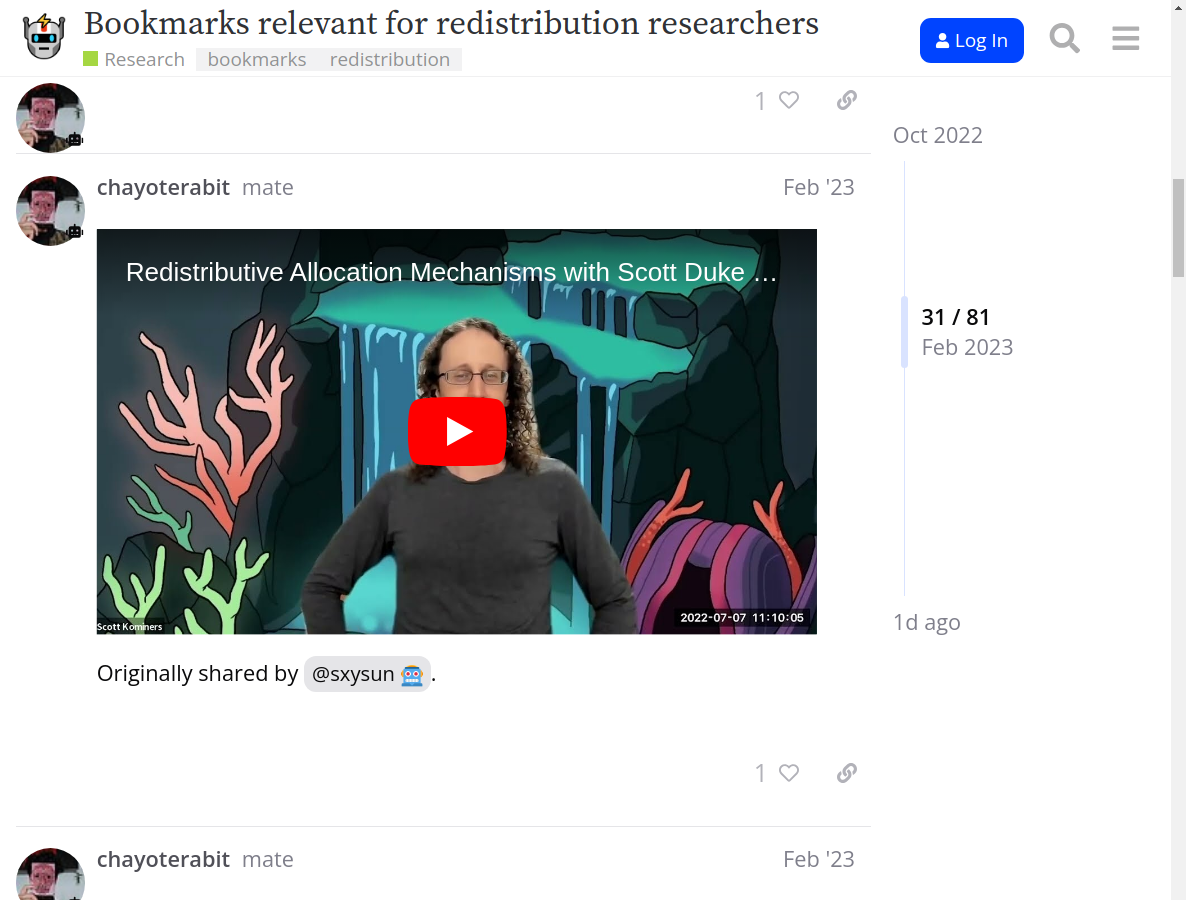 Bookmarks relevant for redistribution researchers
Research bookmarks redistribution
Log In
1
Oct 2022
chayoterabit mate Feb '23
Redistributive Allocation Mechanisms with Scott Duke …
31 / 81
Feb 2023
Scott Kominers
2022-07-07 11:10:05
1d ago
Originally shared by @sxysun .
1
chayoterabit mate Feb '23